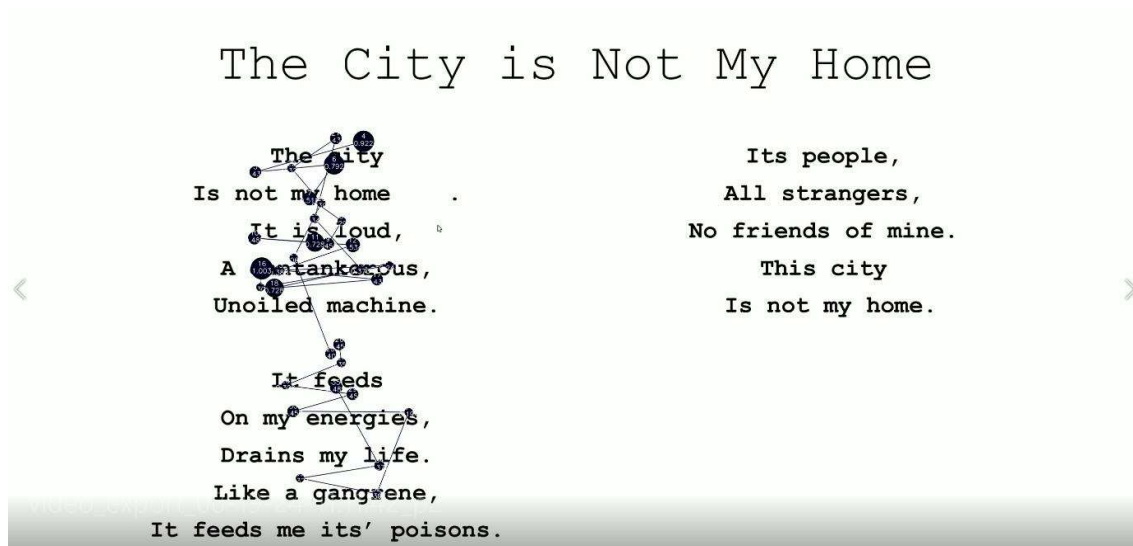 The City is Not My Home
The city
Is not my home .
It is loud,
A cantankerous,
Unoiled machine.
It feeds
On my energies,
Drains my life.
Like a gangrene,
It feeds me its’ poisons.
Its people,
All strangers,
No friends of mine.
This city
Is not my home.